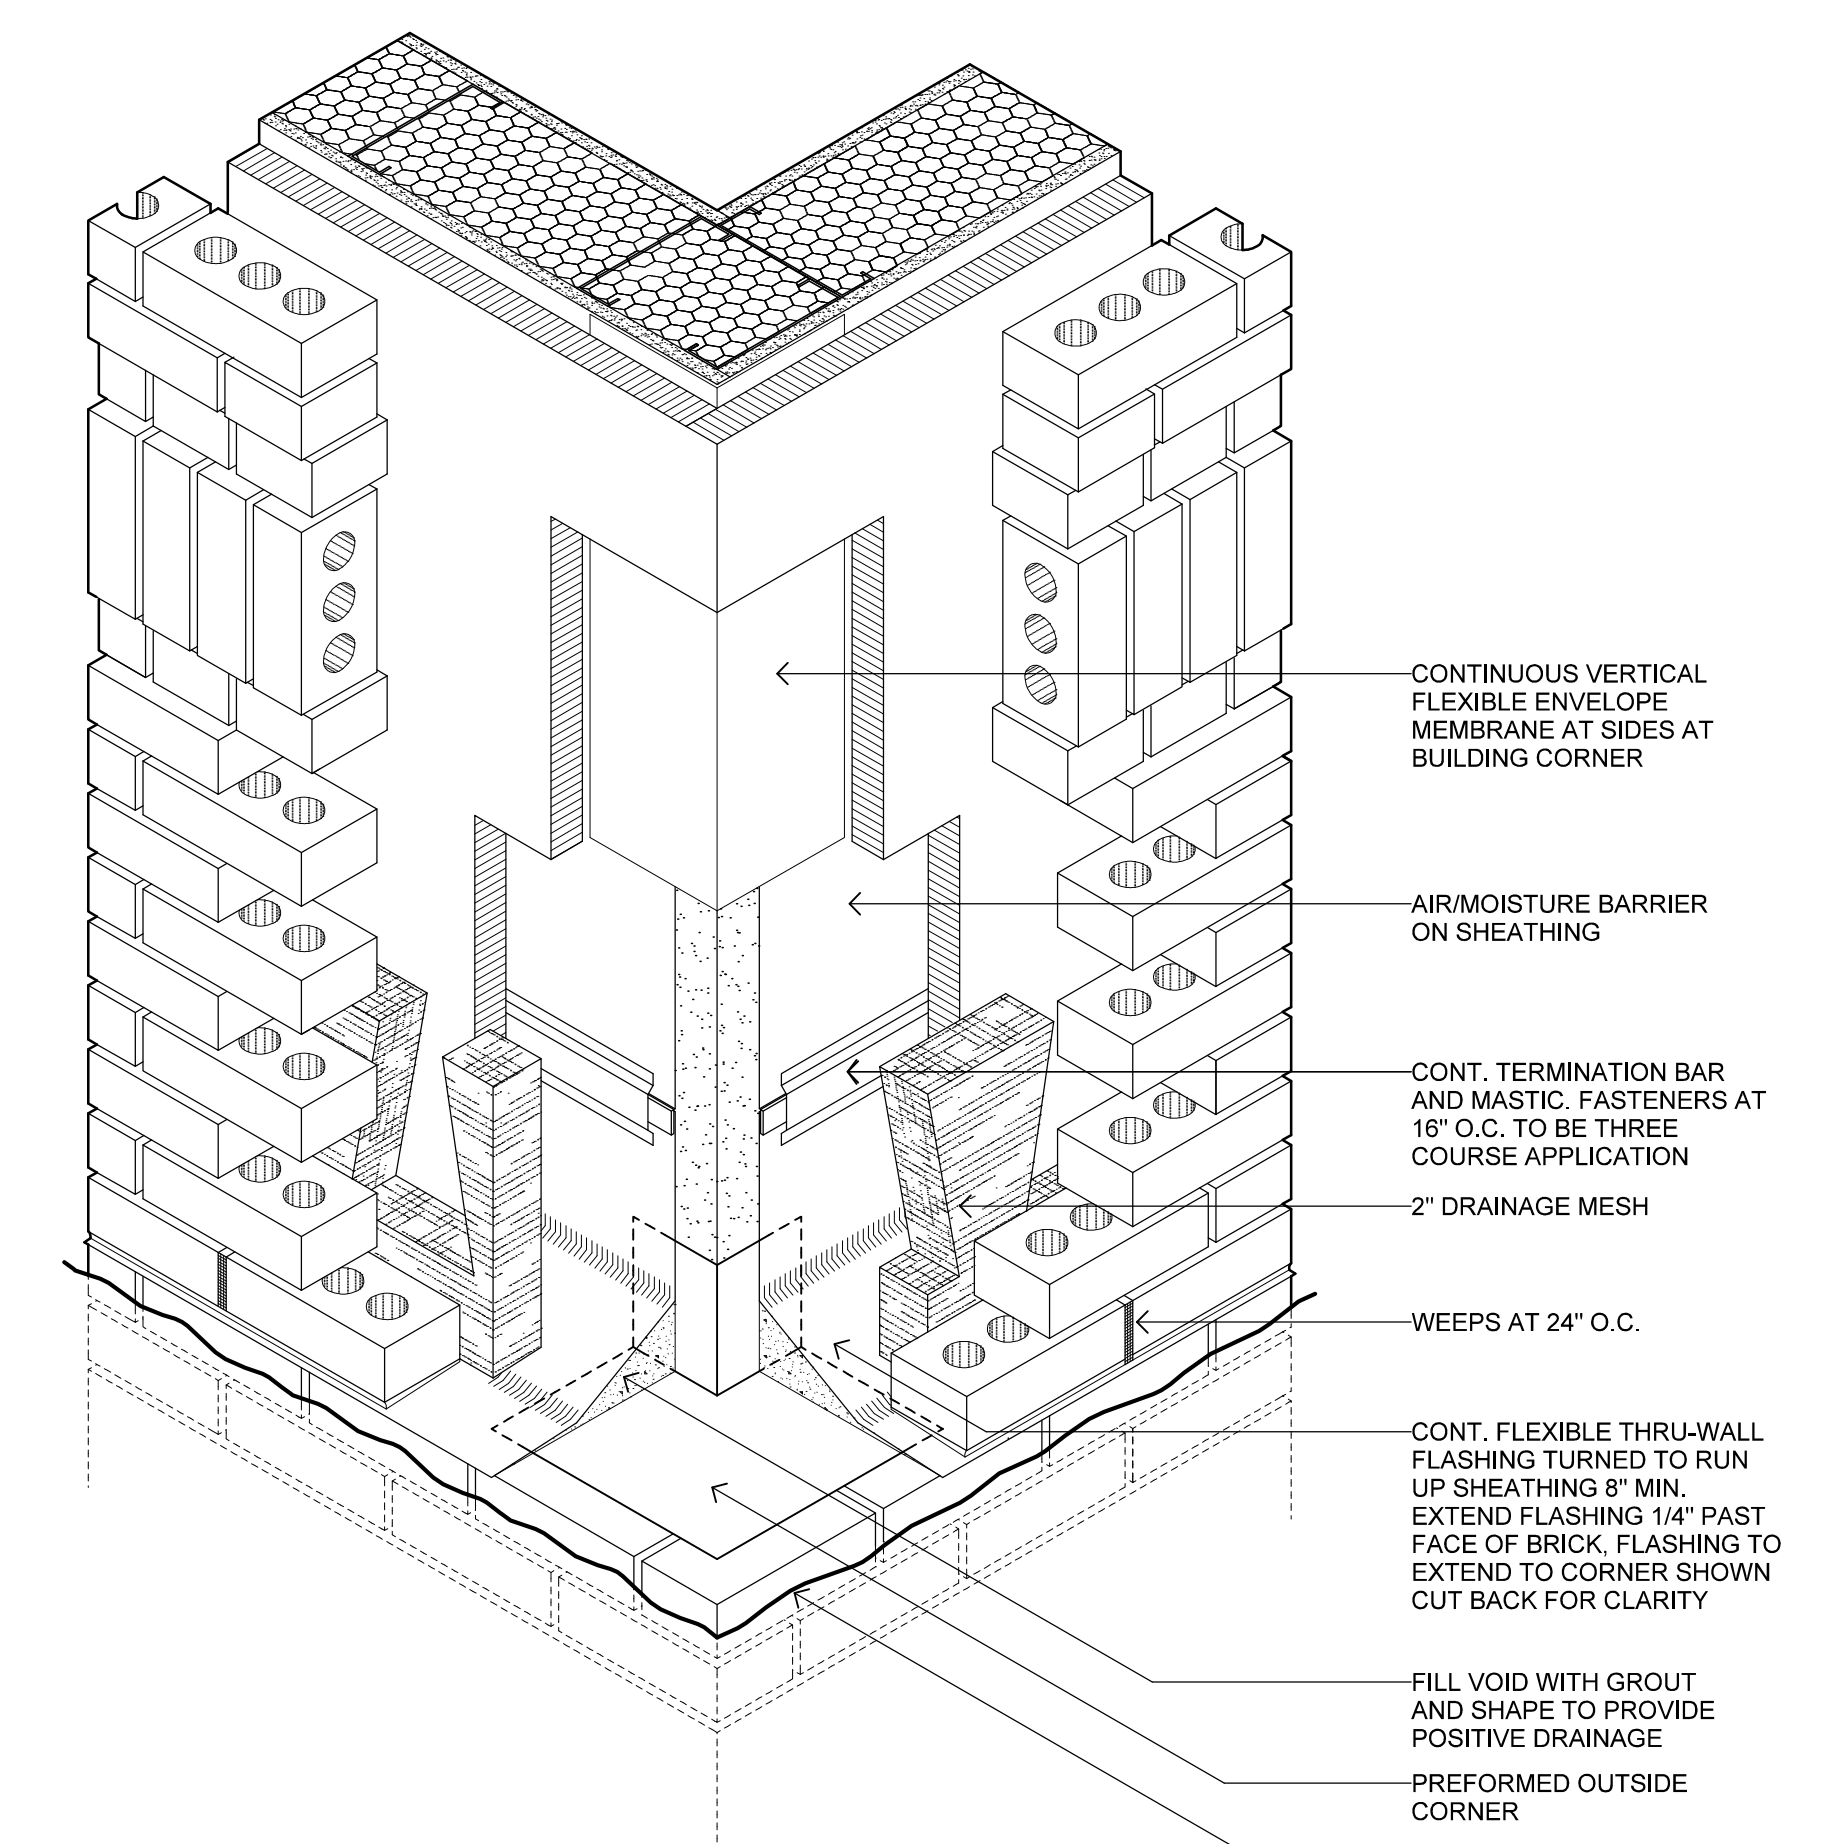 CONTINUOUS VERTICAL
FLEXIBLE ENVELOPE
MEMBRANE AT SIDES AT
BUILDING CORNER
AIR/MOISTURE BARRIER
ON SHEATHING
CONT. TERMINATION BAR
AND MASTIC. FASTENERS AT
16" O.C. TO BE THREE
COURSE APPLICATION
2" DRAINAGE MESH
WEEPS AT 24" O.C.
CONT. FLEXIBLE THRU-WALL
FLASHING TURNED TO RUN
UP SHEATHING 8" MIN.
EXTEND FLASHING 1/4" PAST
FACE OF BRICK, FLASHING TO
EXTEND TO CORNER SHOWN
CUT BACK FOR CLARITY
FILL VOID WITH GROUT
AND SHAPE TO PROVIDE
POSITIVE DRAINAGE
PREFORMED OUTSIDE
CORNER